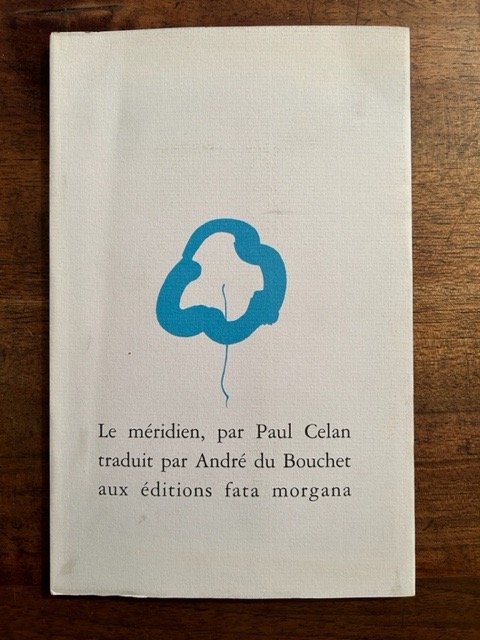 Le méridien, par Paul Celan
traduit par André du Bouchet
aux éditions fata morgana